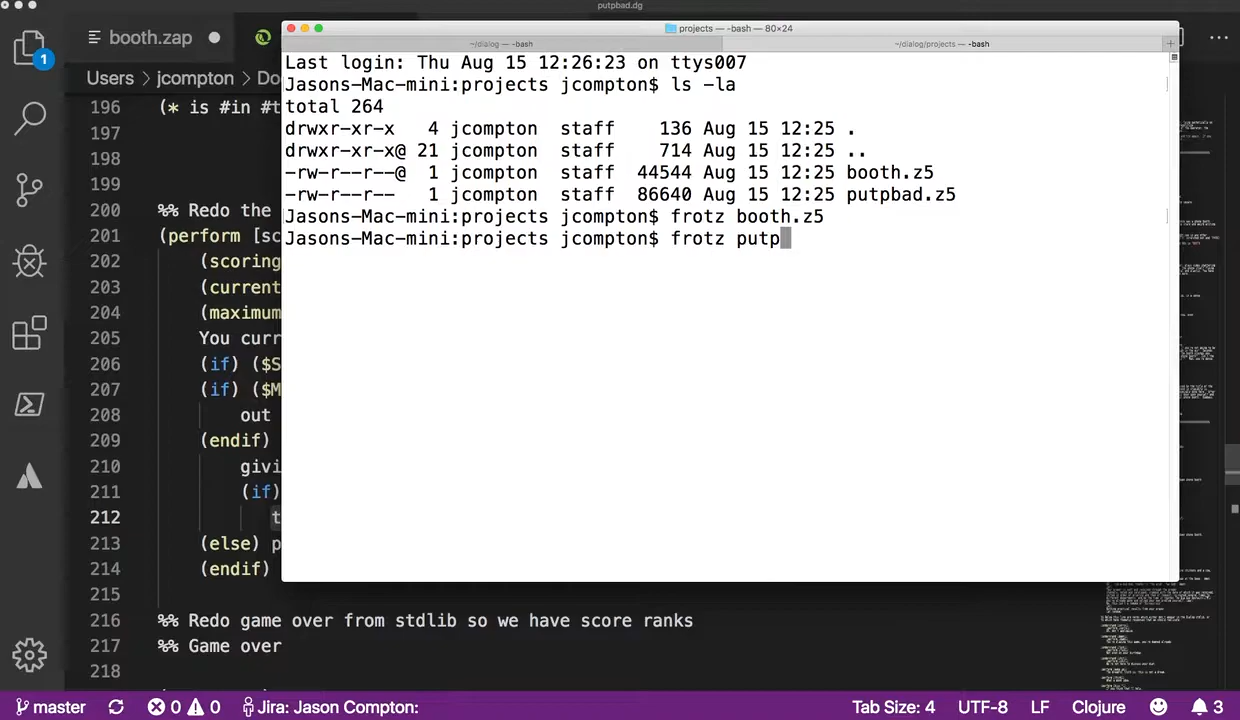 putpbad.dg
booth.zap
Users > jcompton > Do
1
projects — -bash — 80×24
~/dialog — -bash
~/dialog/projects — -bash
Last login: Thu Aug 15 12:26:23 on ttys007
Jasons-Mac-mini:projects jcompton$ ls -la
total 264
drwxr-xr-x   4 jcompton  staff    136 Aug 15 12:25 .
drwxr-xr-x@ 21 jcompton  staff    714 Aug 15 12:25 ..
-rw-r--r--@  1 jcompton  staff  44544 Aug 15 12:25 booth.z5
-rw-r--r--   1 jcompton  staff  86640 Aug 15 12:25 putpbad.z5
Jasons-Mac-mini:projects jcompton$ frotz booth.z5
Jasons-Mac-mini:projects jcompton$ frotz putp
196 (* is #in #t
197
198
199
200 %% Redo the
201 (perform [sc
202 (scoring
203 (current
204 (maximum
205 You curr
206 (if) ($S
207 (if) ($M
208 out
209 (endif)
210 givi
211 (if)
212 t
213 (else) p
214 (endif)
215
216 %% Redo game over from stdlib so we have score ranks
217 %% Game over
218
master 0 0 Jira: Jason Compton: Tab Size: 4 UTF-8 LF Clojure 3